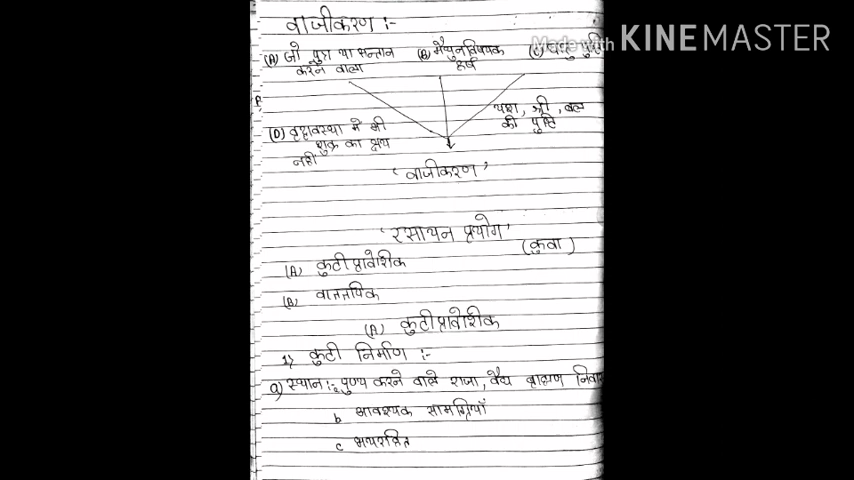 वाजीकरण :-
Made with KINEMASTER
(A) जो पुत्र या सन्तान (B) मैथुनविषयक (C)
करने वाला हर्ष
(D) वृद्धावस्था मे भी यश, श्री, बल
शुक्र का क्षय की पुष्टि
नहीं
'वाजीकरण'
'रसायन प्रयोग'
(कुवा)
(A) कुटीप्रावेशिक
(B) वातातपिक
(A) कुटीप्रावेशिक
1) कुटी निर्माण :-
a) स्थान :- पुण्य करने वाले राजा, वैद्य ब्राह्मण
b आवश्यक सामग्रियाँ
c भयरहित